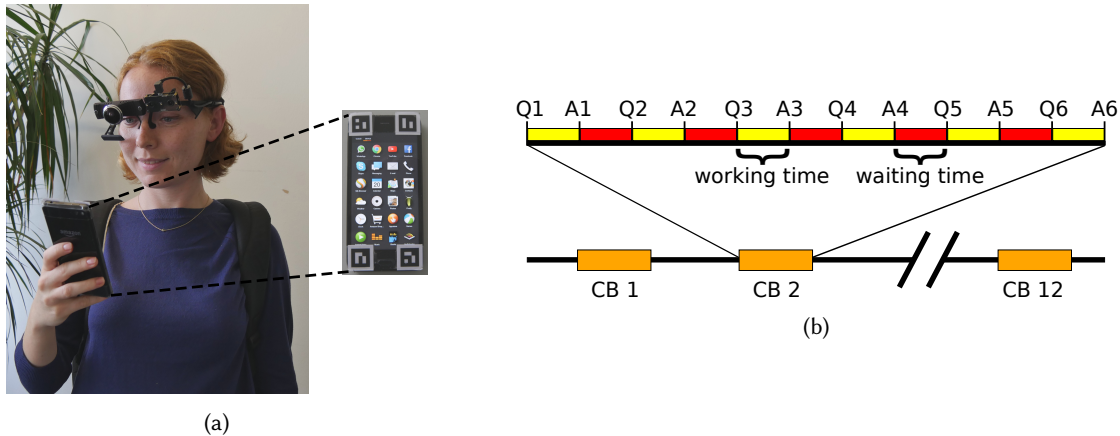 Q1 A1 Q2 A2 Q3 A3 Q4 A4 Q5 A5 Q6 A6
working time waiting time
CB 1 CB 2 CB 12
(a)
(b)